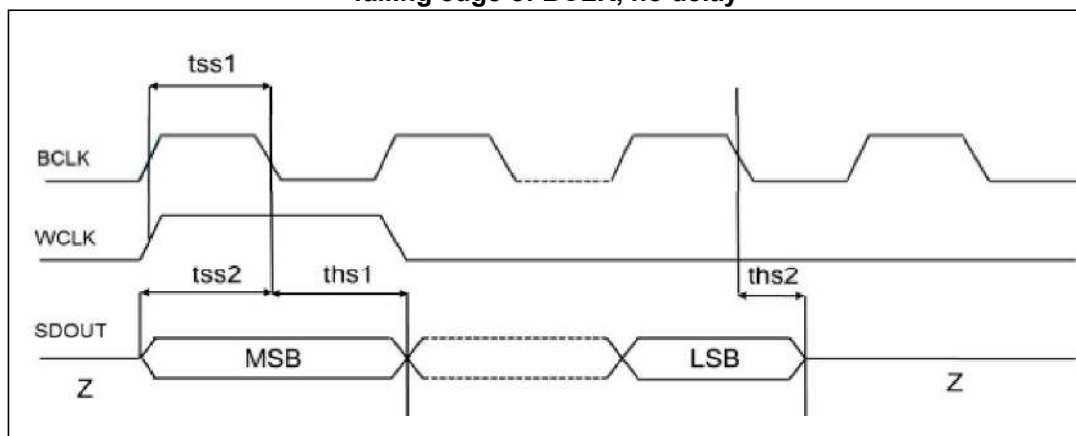 falling edge of BCLK, no delay
tss1
BCLK
WCLK
tss2
ths1
ths2
SDOUT
MSB
LSB
Z
Z